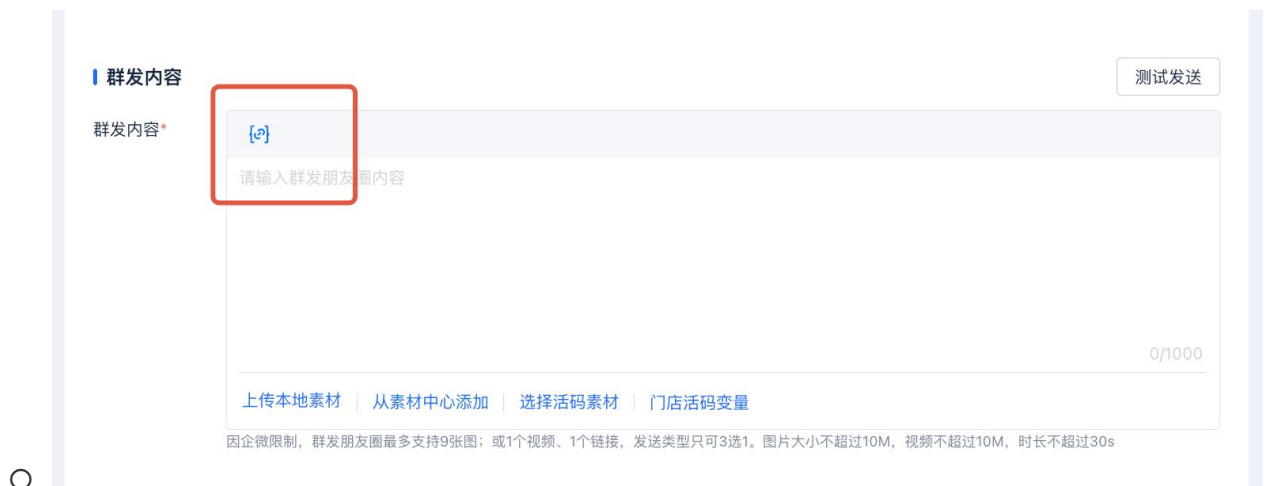 群发内容
测试发送
群发内容*
请输入群发朋友圈内容
0/1000
上传本地素材 | 从素材中心添加 | 选择活码素材 | 门店活码变量
因企微限制，群发朋友圈最多支持9张图；或1个视频、1个链接，发送类型只可3选1。图片大小不超过10M，视频不超过10M，时长不超过30s